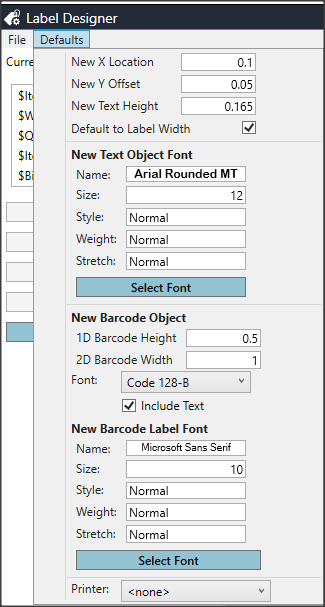 Label Designer
File Defaults
Curre
$Ite
$W
$Q
$Ite
$Bi
New X Location 0.1
New Y Offset 0.05
New Text Height 0.165
Default to Label Width
New Text Object Font
Name: Arial Rounded MT
Size: 12
Style: Normal
Weight: Normal
Stretch: Normal
Select Font
New Barcode Object
1D Barcode Height 0.5
2D Barcode Width 1
Font: Code 128-B
Include Text
New Barcode Label Font
Name: Microsoft Sans Serif
Size: 10
Style: Normal
Weight: Normal
Stretch: Normal
Select Font
Printer: <none>